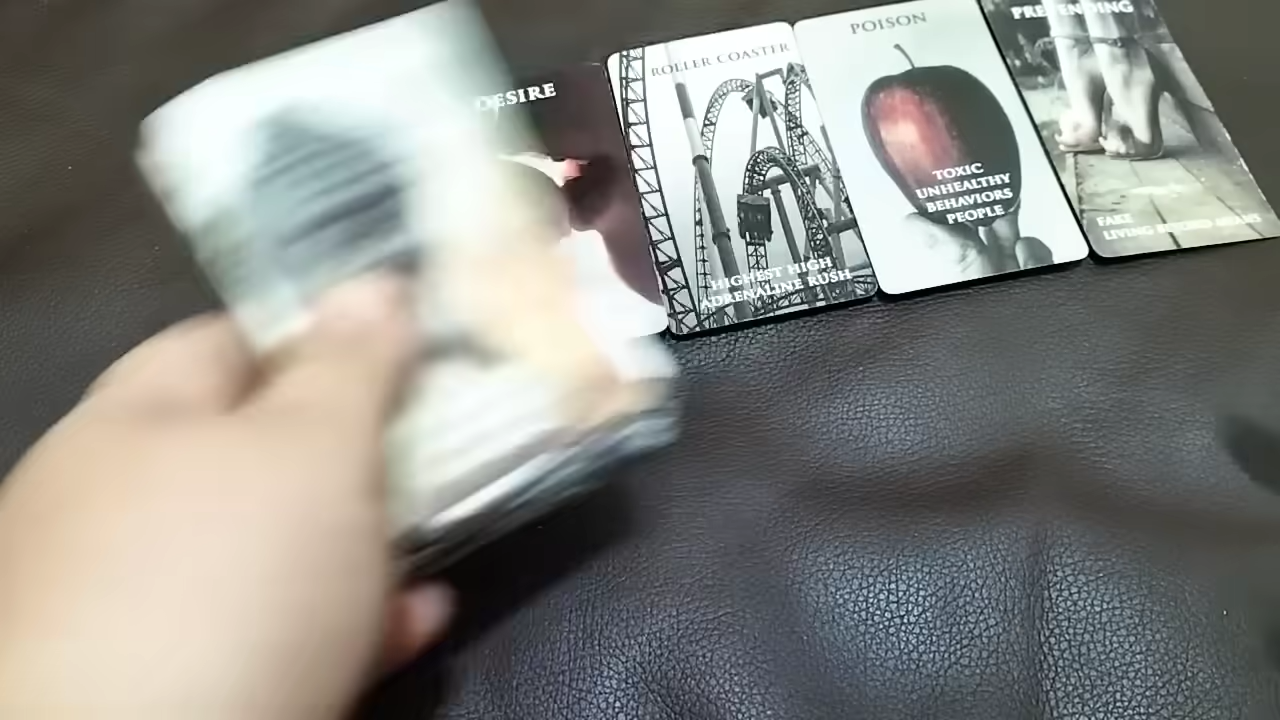 DESIRE
ROLLER COASTER
HIGHEST HIGH
ADRENALINE RUSH
POISON
TOXIC
UNHEALTHY
BEHAVIORS
PEOPLE
PRETENDING
FAKE
LIVING BEYOND MEANS